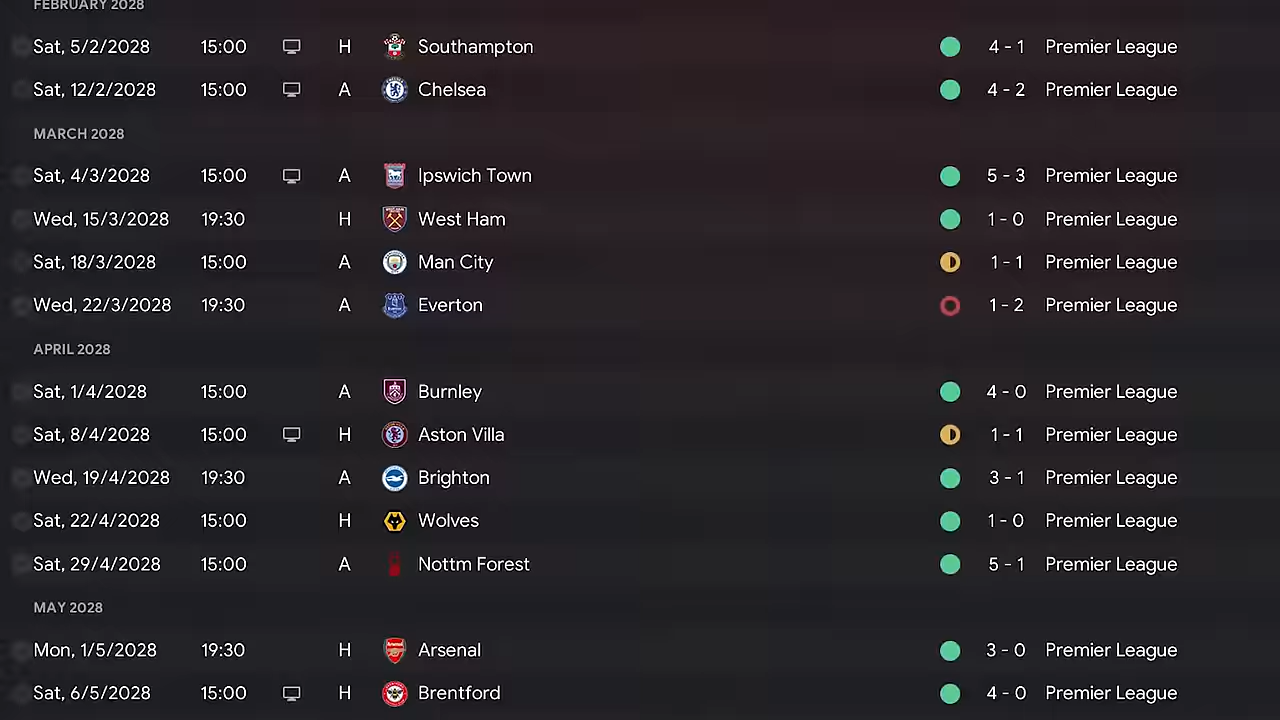 FEBRUARY 2028
Sat, 5/2/2028 15:00 H Southampton 4 - 1 Premier League
Sat, 12/2/2028 15:00 A Chelsea 4 - 2 Premier League
MARCH 2028
Sat, 4/3/2028 15:00 A Ipswich Town 5 - 3 Premier League
Wed, 15/3/2028 19:30 H West Ham 1 - 0 Premier League
Sat, 18/3/2028 15:00 A Man City 1 - 1 Premier League
Wed, 22/3/2028 19:30 A Everton 1 - 2 Premier League
APRIL 2028
Sat, 1/4/2028 15:00 A Burnley 4 - 0 Premier League
Sat, 8/4/2028 15:00 H Aston Villa 1 - 1 Premier League
Wed, 19/4/2028 19:30 A Brighton 3 - 1 Premier League
Sat, 22/4/2028 15:00 H Wolves 1 - 0 Premier League
Sat, 29/4/2028 15:00 A Nottm Forest 5 - 1 Premier League
MAY 2028
Mon, 1/5/2028 19:30 H Arsenal 3 - 0 Premier League
Sat, 6/5/2028 15:00 H Brentford 4 - 0 Premier League